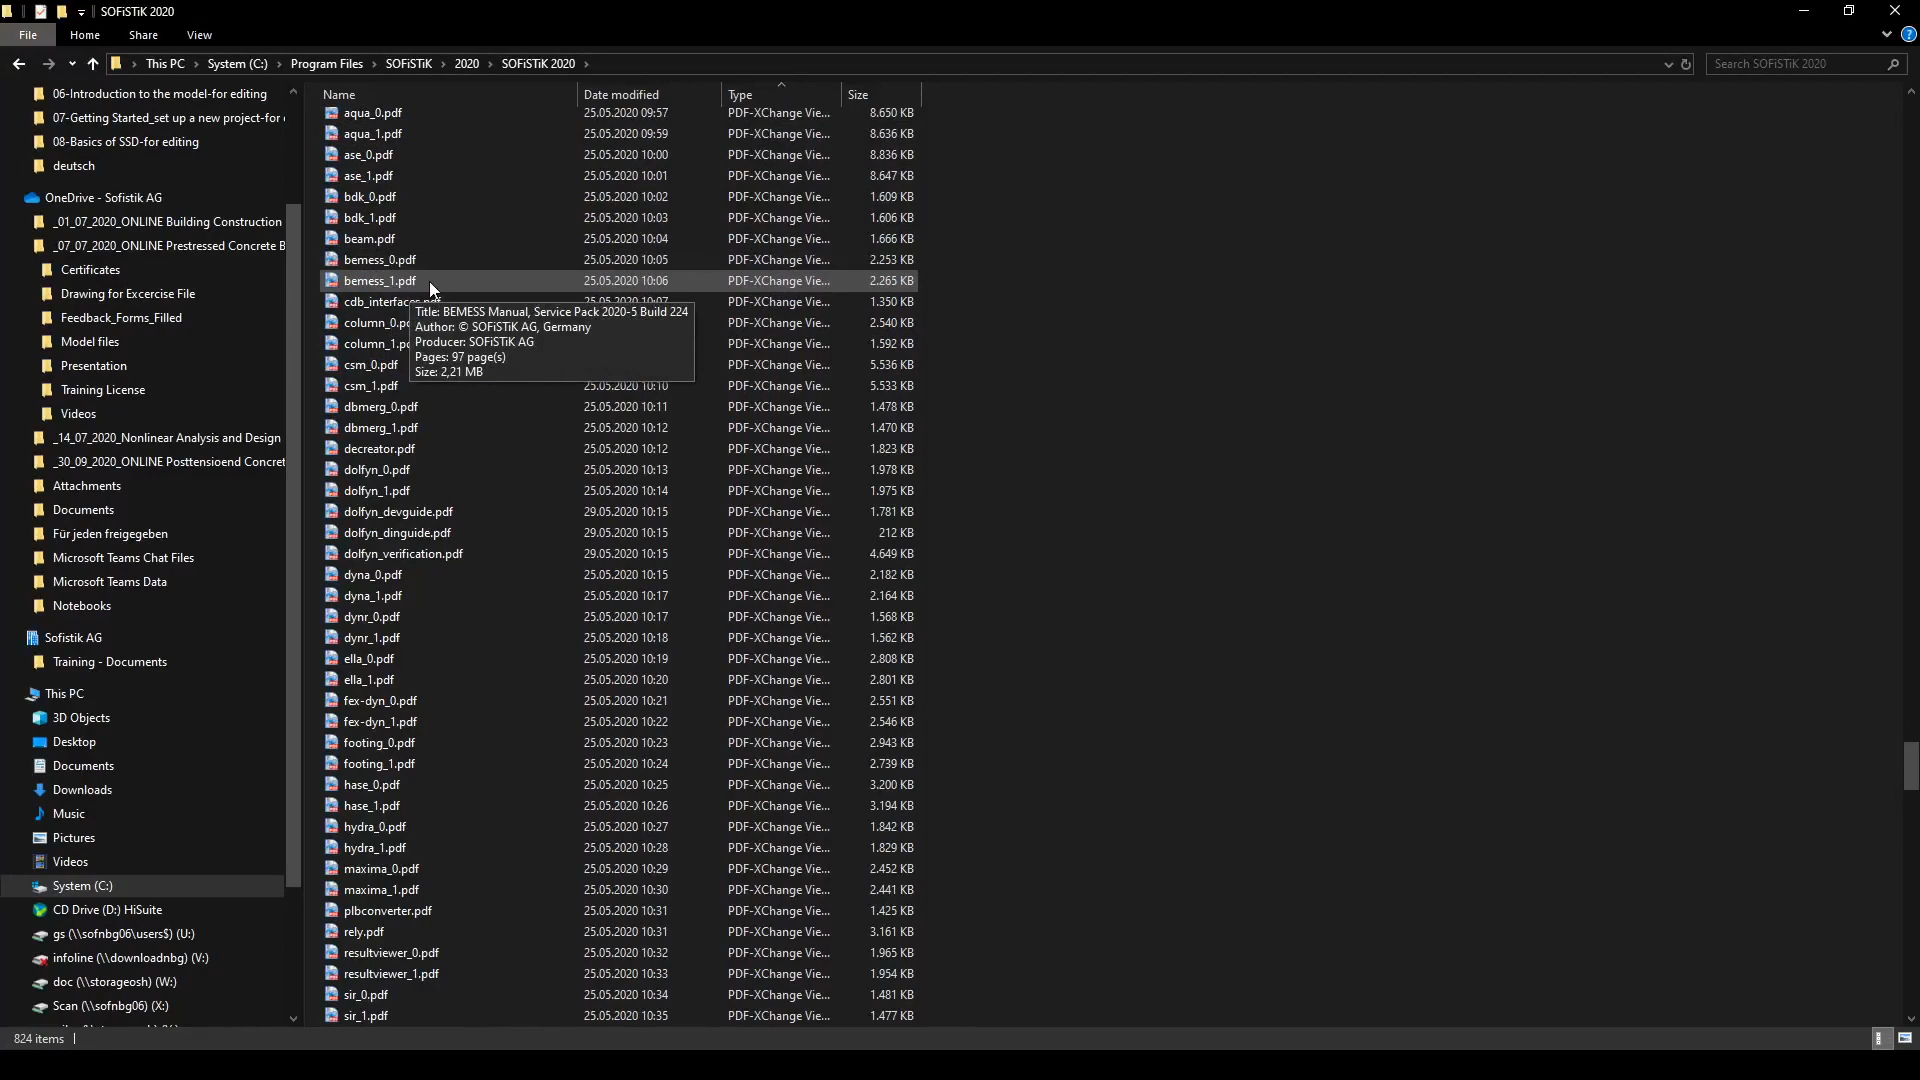 SOFiSTiK 2020
File Home Share View
This PC System (C:) Program Files SOFiSTiK 2020 SOFiSTiK 2020
Search SOFiSTiK 2020
06-Introduction to the model-for editing
07-Getting Started_set up a new project-for
08-Basics of SSD-for editing
deutsch
OneDrive - Sofistik AG
_01_07_2020_ONLINE Building Construction
_07_07_2020_ONLINE Prestressed Concrete B
Certificates
Drawing for Excercise File
Feedback_Forms_Filled
Model files
Presentation
Training License
Videos
_14_07_2020_Nonlinear Analysis and Design
_30_09_2020_ONLINE Posttensioend Concret
Attachments
Documents
Für jeden freigegeben
Microsoft Teams Chat Files
Microsoft Teams Data
Notebooks
Sofistik AG
Training - Documents
This PC
3D Objects
Desktop
Documents
Downloads
Music
Pictures
Videos
System (C:)
CD Drive (D:) HiSuite
gs (\\sofnbg06\users$) (U:)
infoline (\\downloadnbg) (V:)
doc (\\storageosh) (W:)
Scan (\\sofnbg06) (X:)
Name Date modified Type Size
aqua_0.pdf 25.05.2020 09:57 PDF-XChange Vie... 8.650 KB
aqua_1.pdf 25.05.2020 09:59 PDF-XChange Vie... 8.636 KB
ase_0.pdf 25.05.2020 10:00 PDF-XChange Vie... 8.836 KB
ase_1.pdf 25.05.2020 10:01 PDF-XChange Vie... 8.647 KB
bdk_0.pdf 25.05.2020 10:02 PDF-XChange Vie... 1.609 KB
bdk_1.pdf 25.05.2020 10:03 PDF-XChange Vie... 1.606 KB
beam.pdf 25.05.2020 10:04 PDF-XChange Vie... 1.666 KB
bemess_0.pdf 25.05.2020 10:05 PDF-XChange Vie... 2.253 KB
bemess_1.pdf 25.05.2020 10:06 PDF-XChange Vie... 2.265 KB
cdb_interfaces.pdf 25.05.2020 10:07 PDF-XChange Vie... 1.350 KB
column_0.pd PDF-XChange Vie... 2.540 KB
column_1.pd PDF-XChange Vie... 1.592 KB
csm_0.pdf PDF-XChange Vie... 5.536 KB
csm_1.pdf 25.05.2020 10:10 PDF-XChange Vie... 5.533 KB
Title: BEMESS Manual, Service Pack 2020-5 Build 224
Author: © SOFiSTiK AG, Germany
Producer: SOFiSTiK AG
Pages: 97 page(s)
Size: 2,21 MB
dbmerg_0.pdf 25.05.2020 10:11 PDF-XChange Vie... 1.478 KB
dbmerg_1.pdf 25.05.2020 10:12 PDF-XChange Vie... 1.470 KB
decreator.pdf 25.05.2020 10:12 PDF-XChange Vie... 1.823 KB
dolfyn_0.pdf 25.05.2020 10:13 PDF-XChange Vie... 1.978 KB
dolfyn_1.pdf 25.05.2020 10:14 PDF-XChange Vie... 1.975 KB
dolfyn_devguide.pdf 29.05.2020 10:15 PDF-XChange Vie... 1.781 KB
dolfyn_dinguide.pdf 29.05.2020 10:15 PDF-XChange Vie... 212 KB
dolfyn_verification.pdf 29.05.2020 10:15 PDF-XChange Vie... 4.649 KB
dyna_0.pdf 25.05.2020 10:15 PDF-XChange Vie... 2.182 KB
dyna_1.pdf 25.05.2020 10:17 PDF-XChange Vie... 2.164 KB
dynr_0.pdf 25.05.2020 10:17 PDF-XChange Vie... 1.568 KB
dynr_1.pdf 25.05.2020 10:18 PDF-XChange Vie... 1.562 KB
ella_0.pdf 25.05.2020 10:19 PDF-XChange Vie... 2.808 KB
ella_1.pdf 25.05.2020 10:20 PDF-XChange Vie... 2.801 KB
fex-dyn_0.pdf 25.05.2020 10:21 PDF-XChange Vie... 2.551 KB
fex-dyn_1.pdf 25.05.2020 10:22 PDF-XChange Vie... 2.546 KB
footing_0.pdf 25.05.2020 10:23 PDF-XChange Vie... 2.943 KB
footing_1.pdf 25.05.2020 10:24 PDF-XChange Vie... 2.739 KB
hase_0.pdf 25.05.2020 10:25 PDF-XChange Vie... 3.200 KB
hase_1.pdf 25.05.2020 10:26 PDF-XChange Vie... 3.194 KB
hydra_0.pdf 25.05.2020 10:27 PDF-XChange Vie... 1.842 KB
hydra_1.pdf 25.05.2020 10:28 PDF-XChange Vie... 1.829 KB
maxima_0.pdf 25.05.2020 10:29 PDF-XChange Vie... 2.452 KB
maxima_1.pdf 25.05.2020 10:30 PDF-XChange Vie... 2.441 KB
plbconverter.pdf 25.05.2020 10:31 PDF-XChange Vie... 1.425 KB
rely.pdf 25.05.2020 10:31 PDF-XChange Vie... 3.161 KB
resultviewer_0.pdf 25.05.2020 10:32 PDF-XChange Vie... 1.965 KB
resultviewer_1.pdf 25.05.2020 10:33 PDF-XChange Vie... 1.954 KB
sir_0.pdf 25.05.2020 10:34 PDF-XChange Vie... 1.481 KB
sir_1.pdf 25.05.2020 10:35 PDF-XChange Vie... 1.477 KB
824 items